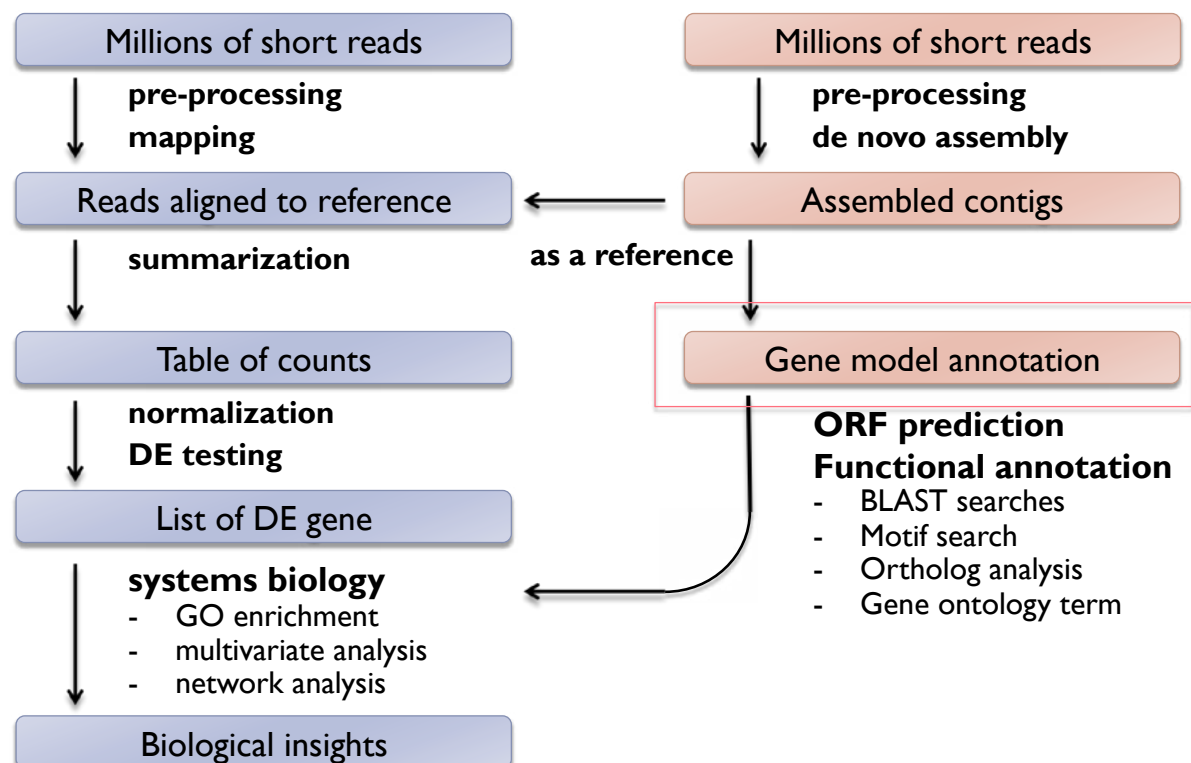 Millions of short reads
pre-processing
mapping
Reads aligned to reference
summarization
Table of counts
normalization
DE testing
List of DE gene
systems biology
- GO enrichment
- multivariate analysis
- network analysis
Biological insights
Millions of short reads
pre-processing
de novo assembly
Assembled contigs
as a reference
Gene model annotation
ORF prediction
Functional annotation
- BLAST searches
- Motif search
- Ortholog analysis
- Gene ontology term